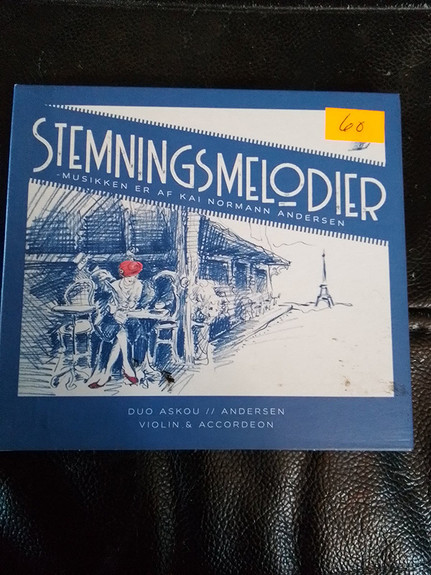 60
STEMNINGSMELODIER
-MUSIKKEN ER AF KAI NORMANN ANDERSEN
DUO ASKOU // ANDERSEN
VIOLIN & ACCORDEON